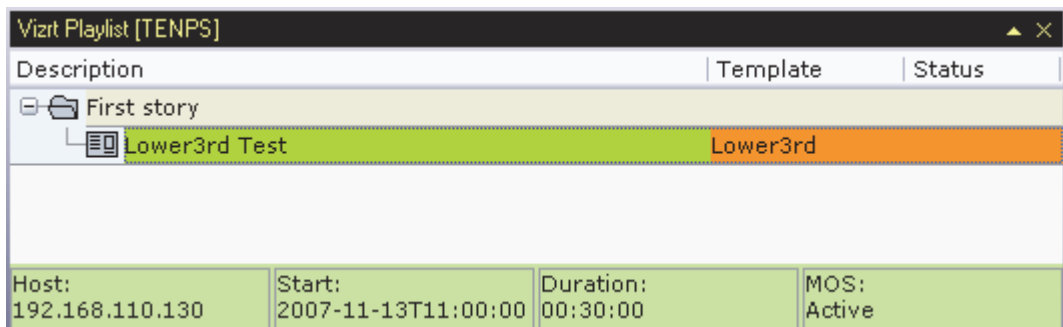 Vizrt Playlist [TENPS]
Description Template Status
First story
Lower3rd Test Lower3rd
Host: Start: Duration: MOS:
192.168.110.130 2007-11-13T11:00:00 00:30:00 Active